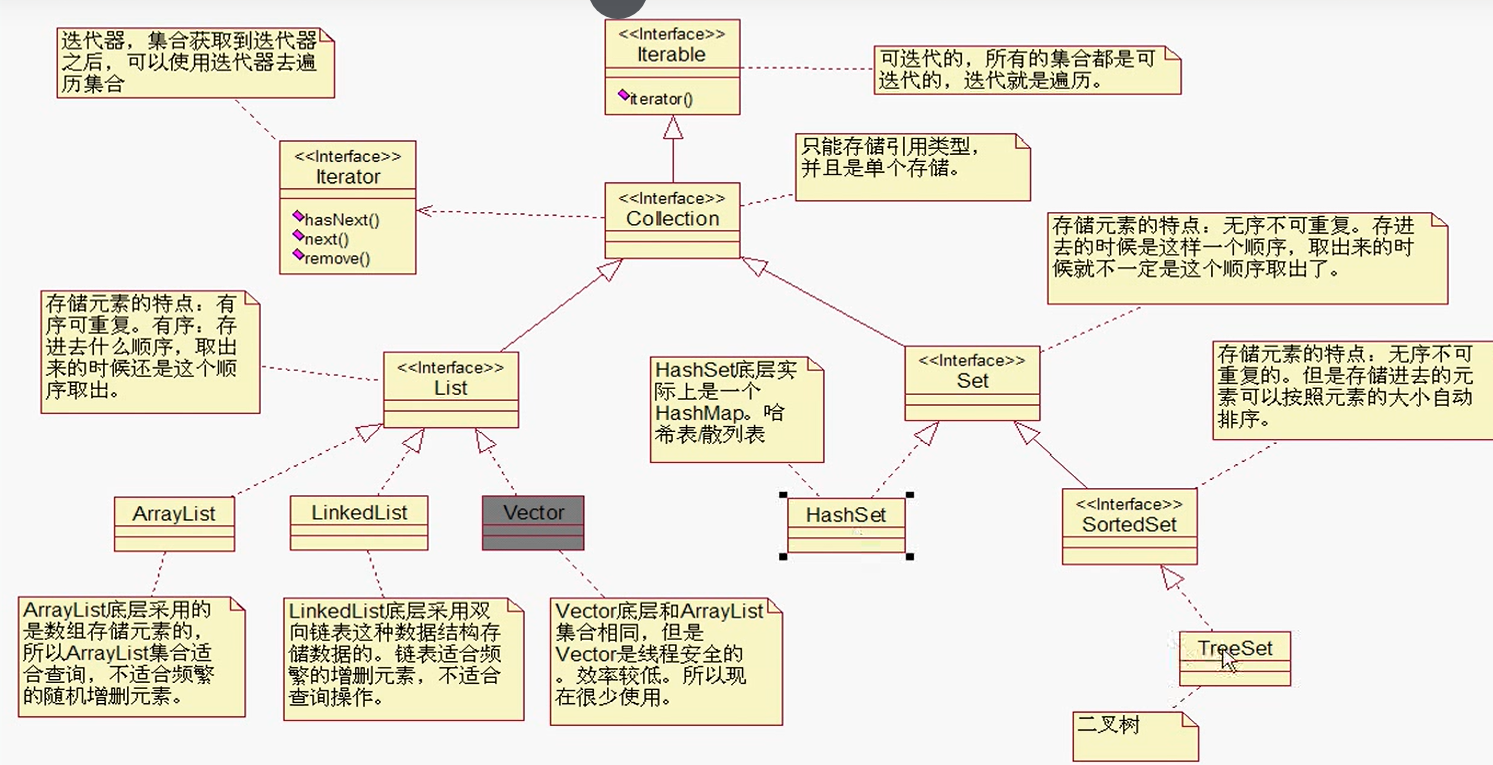 <<Interface>>
Iterable
iterator()
迭代器，集合获取到迭代器
之后，可以使用迭代器去遍
历集合
可迭代的，所有的集合都是可
迭代的，迭代就是遍历。
<<Interface>>
Iterator
hasNext()
next()
remove()
只能存储引用类型，
并且是单个存储。
<<Interface>>
Collection
存储元素的特点：无序不可重复。存进
去的时候是这样一个顺序，取出来的时
候就不一定是这个顺序取出了。
存储元素的特点：有
序可重复。有序：存
进去什么顺序，取出
来的时候还是这个顺
序取出。
<<Interface>>
List
HashSet底层实
际上是一个
HashMap。哈
希表/散列表
<<Interface>>
Set
存储元素的特点：无序不可
重复的。但是存储进去的元
素可以按照元素的大小自动
排序。
ArrayList
LinkedList
Vector
HashSet
<<Interface>>
SortedSet
ArrayList底层采用的
是数组存储元素的，
所以ArrayList集合适
合查询，不适合频繁
的随机增删元素。
LinkedList底层采用双
向链表这种数据结构存
储数据的。链表适合频
繁的增删元素，不适合
查询操作。
Vector底层和ArrayList
集合相同，但是
Vector是线程安全的
。效率较低。所以现
在很少使用。
TreeSet
二叉树